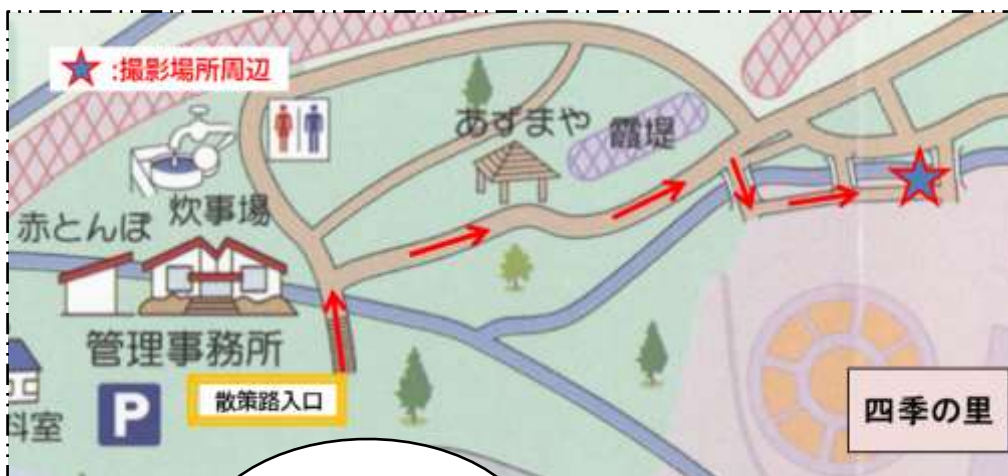 :撮影場所周辺
あずまや
霞堤
炊事場
赤とんぼ
管理事務所
散策路入口
P
料室
四季の里